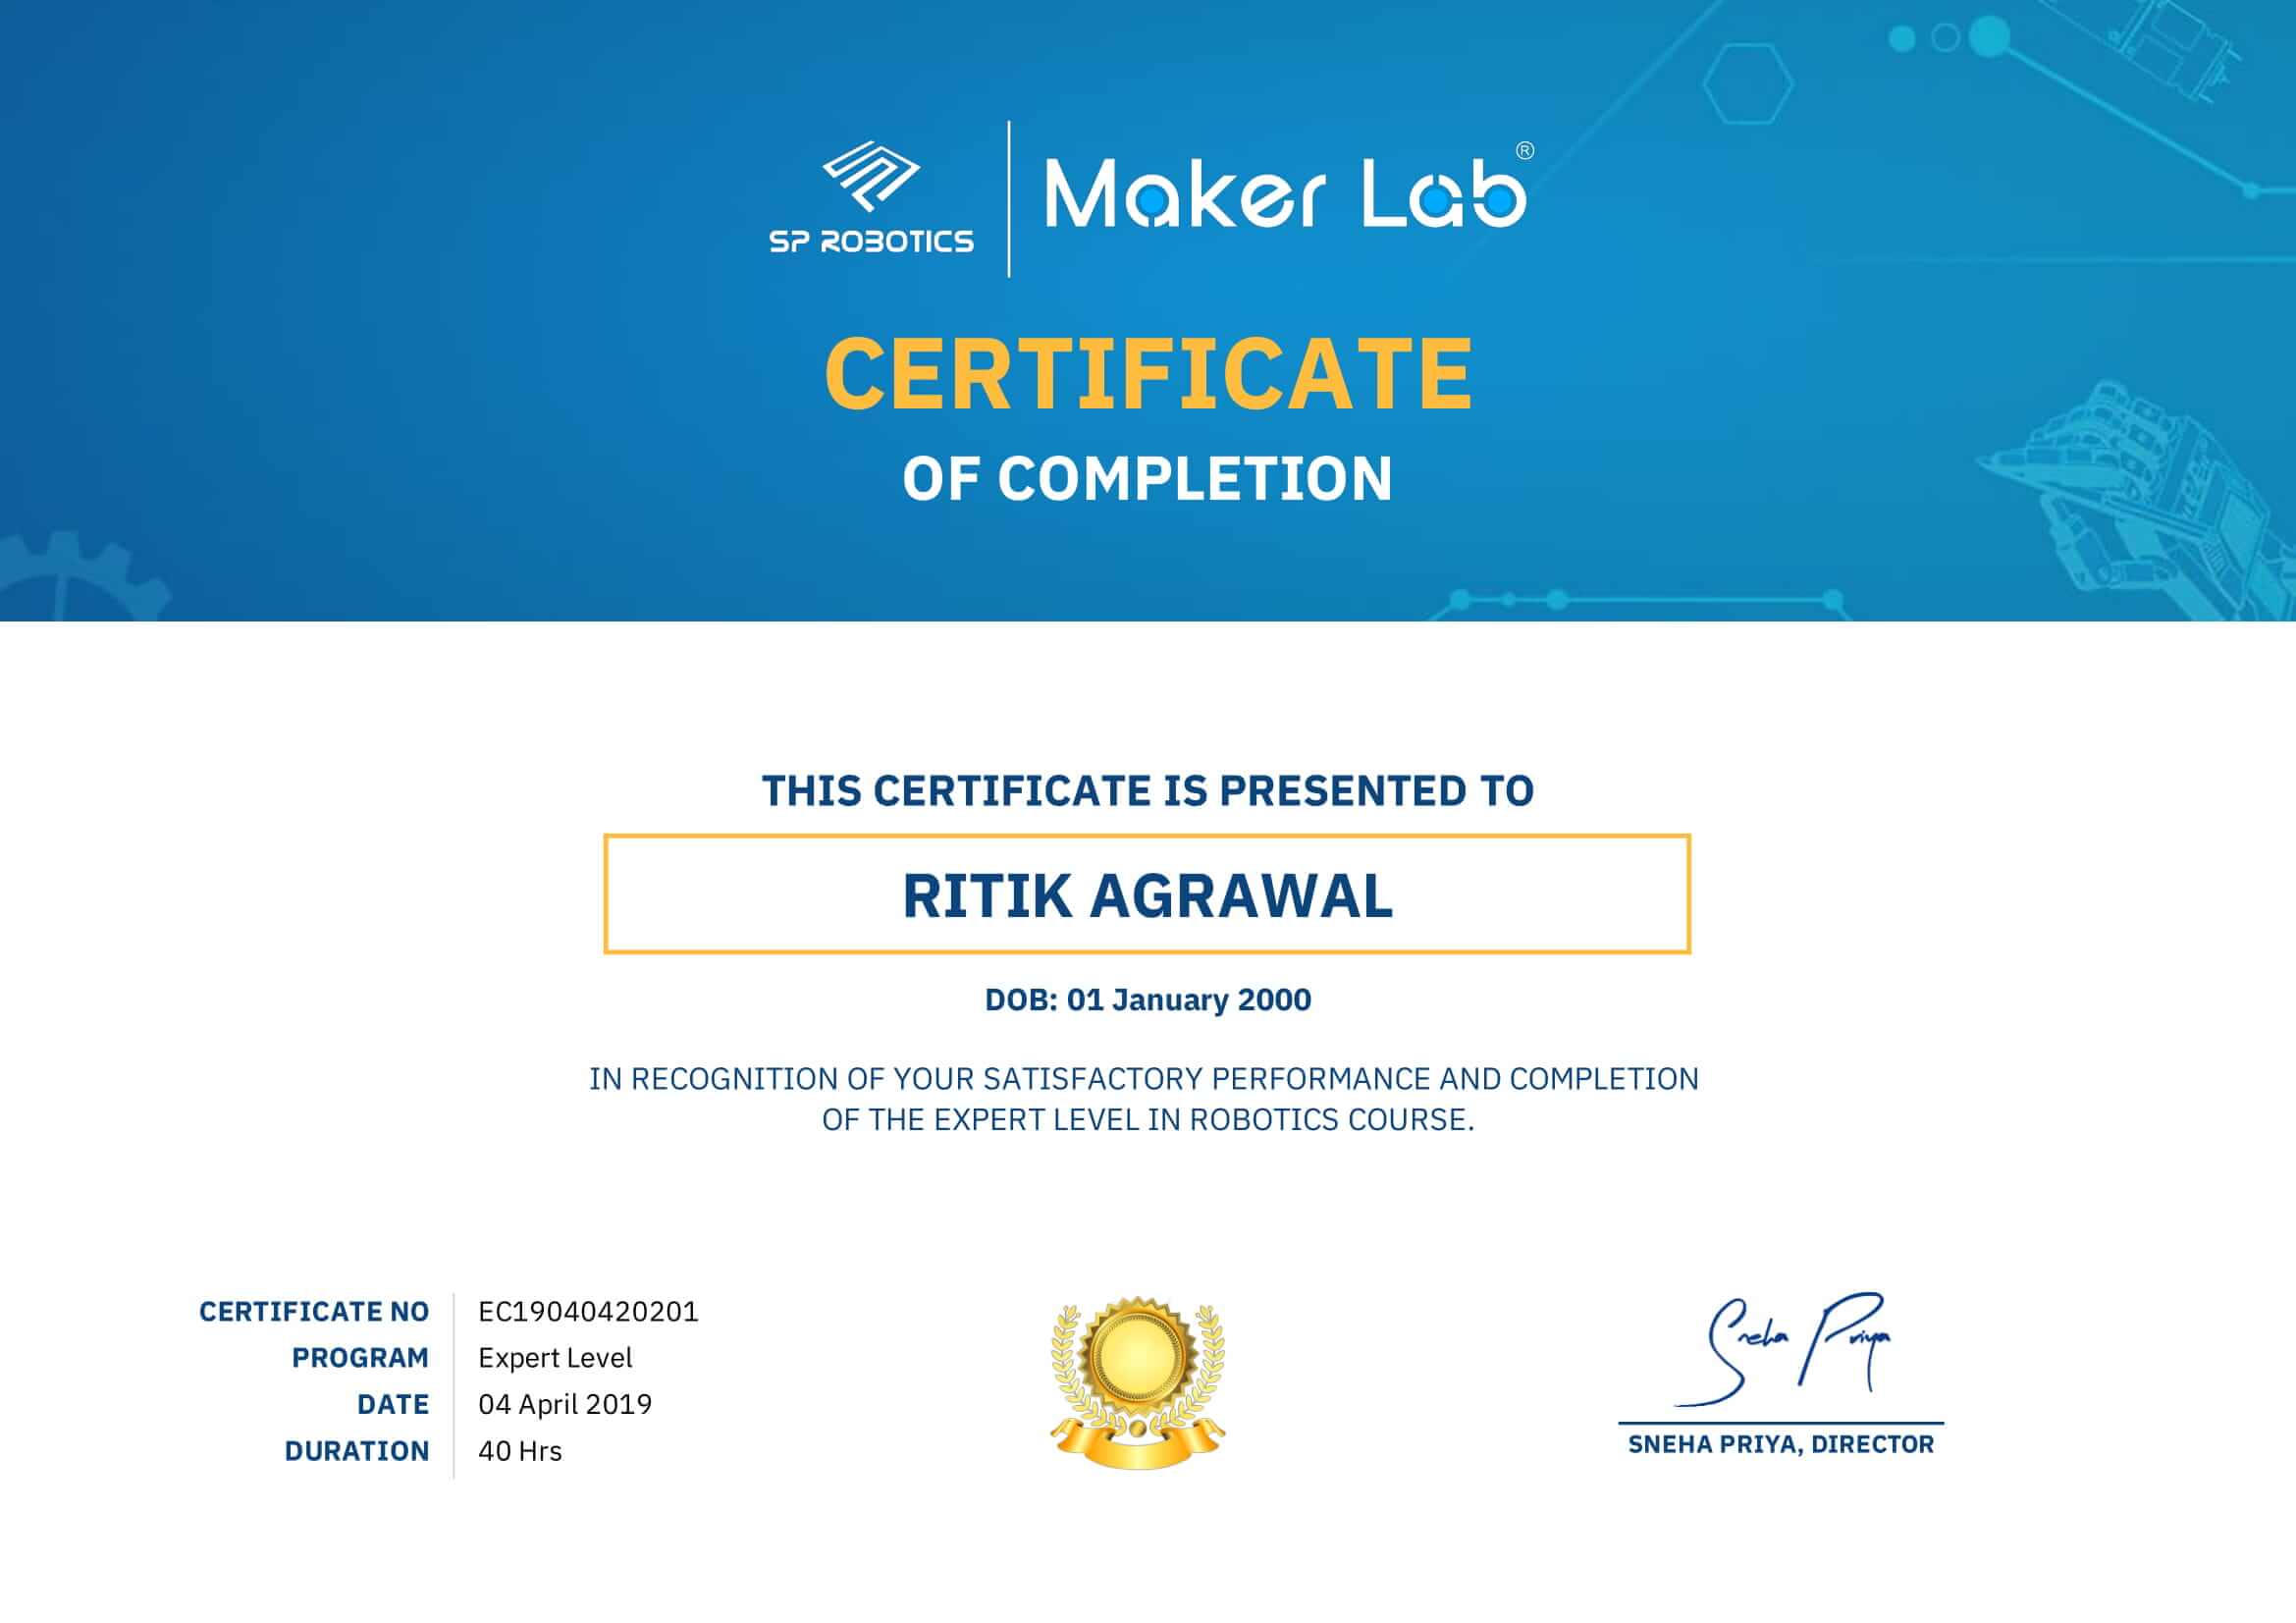 SP ROBOTICS
Maker Lab®
CERTIFICATE
OF COMPLETION
THIS CERTIFICATE IS PRESENTED TO
RITIK AGRAWAL
DOB: 01 January 2000
IN RECOGNITION OF YOUR SATISFACTORY PERFORMANCE AND COMPLETION
OF THE EXPERT LEVEL IN ROBOTICS COURSE.
CERTIFICATE NO EC19040420201
PROGRAM Expert Level
DATE 04 April 2019
DURATION 40 Hrs
Sneha Priya
SNEHA PRIYA, DIRECTOR